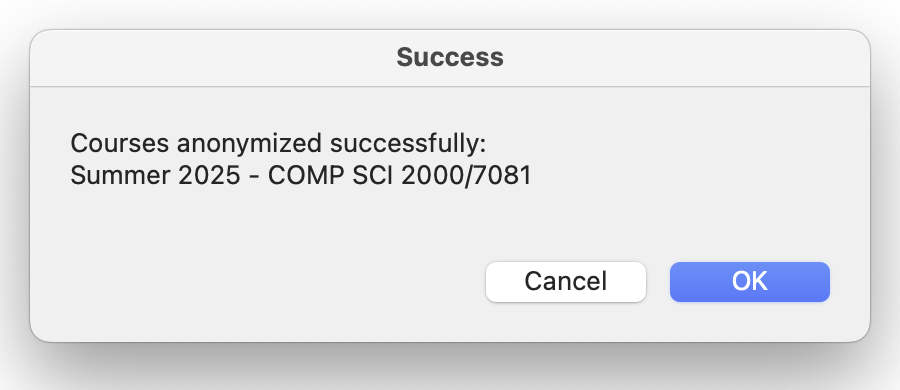 Success
Courses anonymized successfully:
Summer 2025 - COMP SCI 2000/7081
Cancel
OK